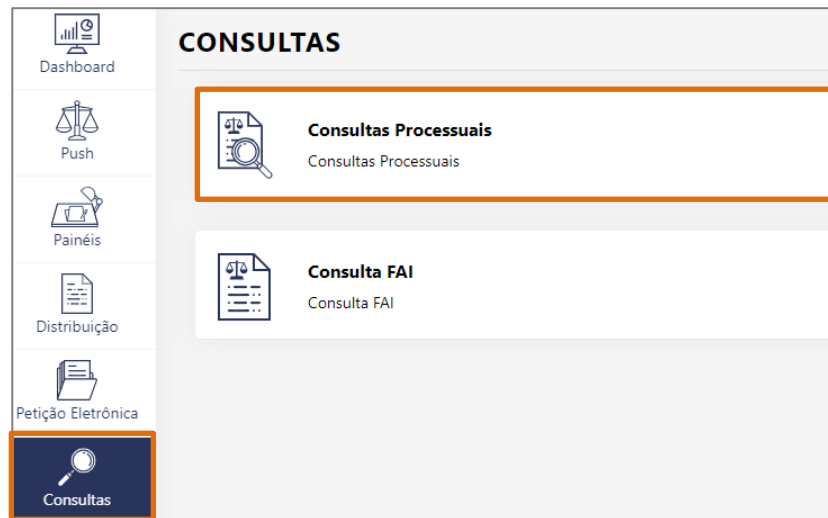 Dashboard
Push
Painéis
Distribuição
Petição Eletrônica
Consultas
CONSULTAS
Consultas Processuais
Consultas Processuais
Consulta FAI
Consulta FAI